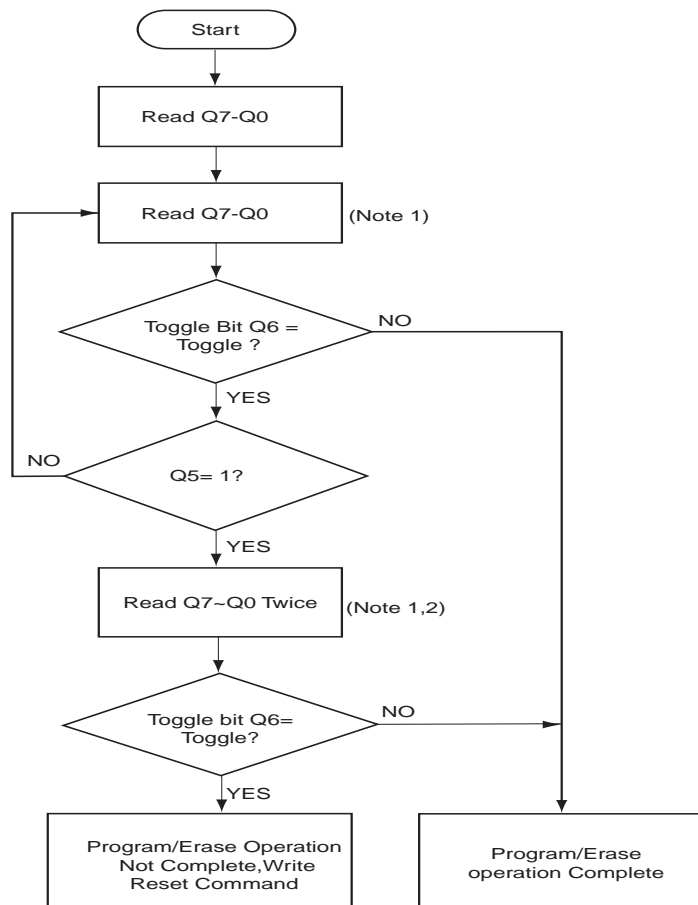 Start
Read Q7-Q0
Read Q7-Q0
(Note 1)
Toggle Bit Q6 =
Toggle ?
NO
YES
NO
Q5= 1?
YES
Read Q7~Q0 Twice
(Note 1,2)
Toggle bit Q6=
Toggle?
NO
YES
Program/Erase Operation
Not Complete,Write
Reset Command
Program/Erase
operation Complete